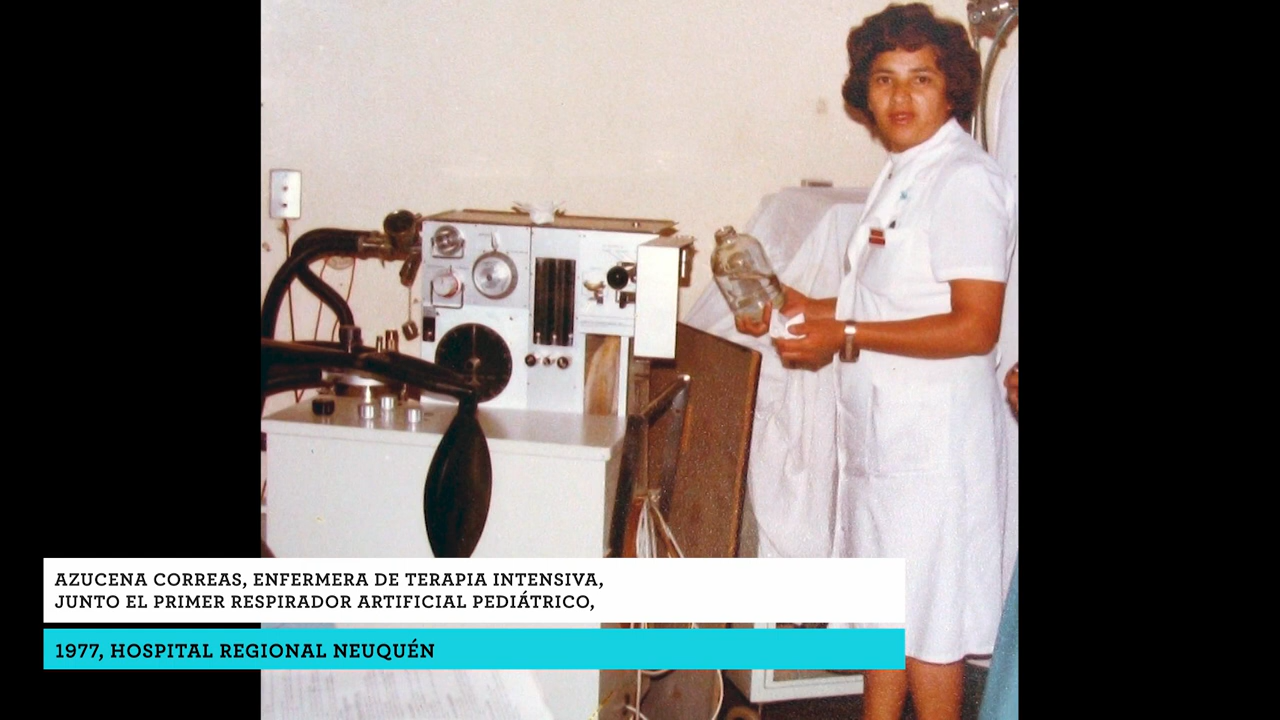 AZUCENA CORREAS, ENFERMERA DE TERAPIA INTENSIVA,
JUNTO EL PRIMER RESPIRADOR ARTIFICIAL PEDIÁTRICO,
1977, HOSPITAL REGIONAL NEUQUÉN